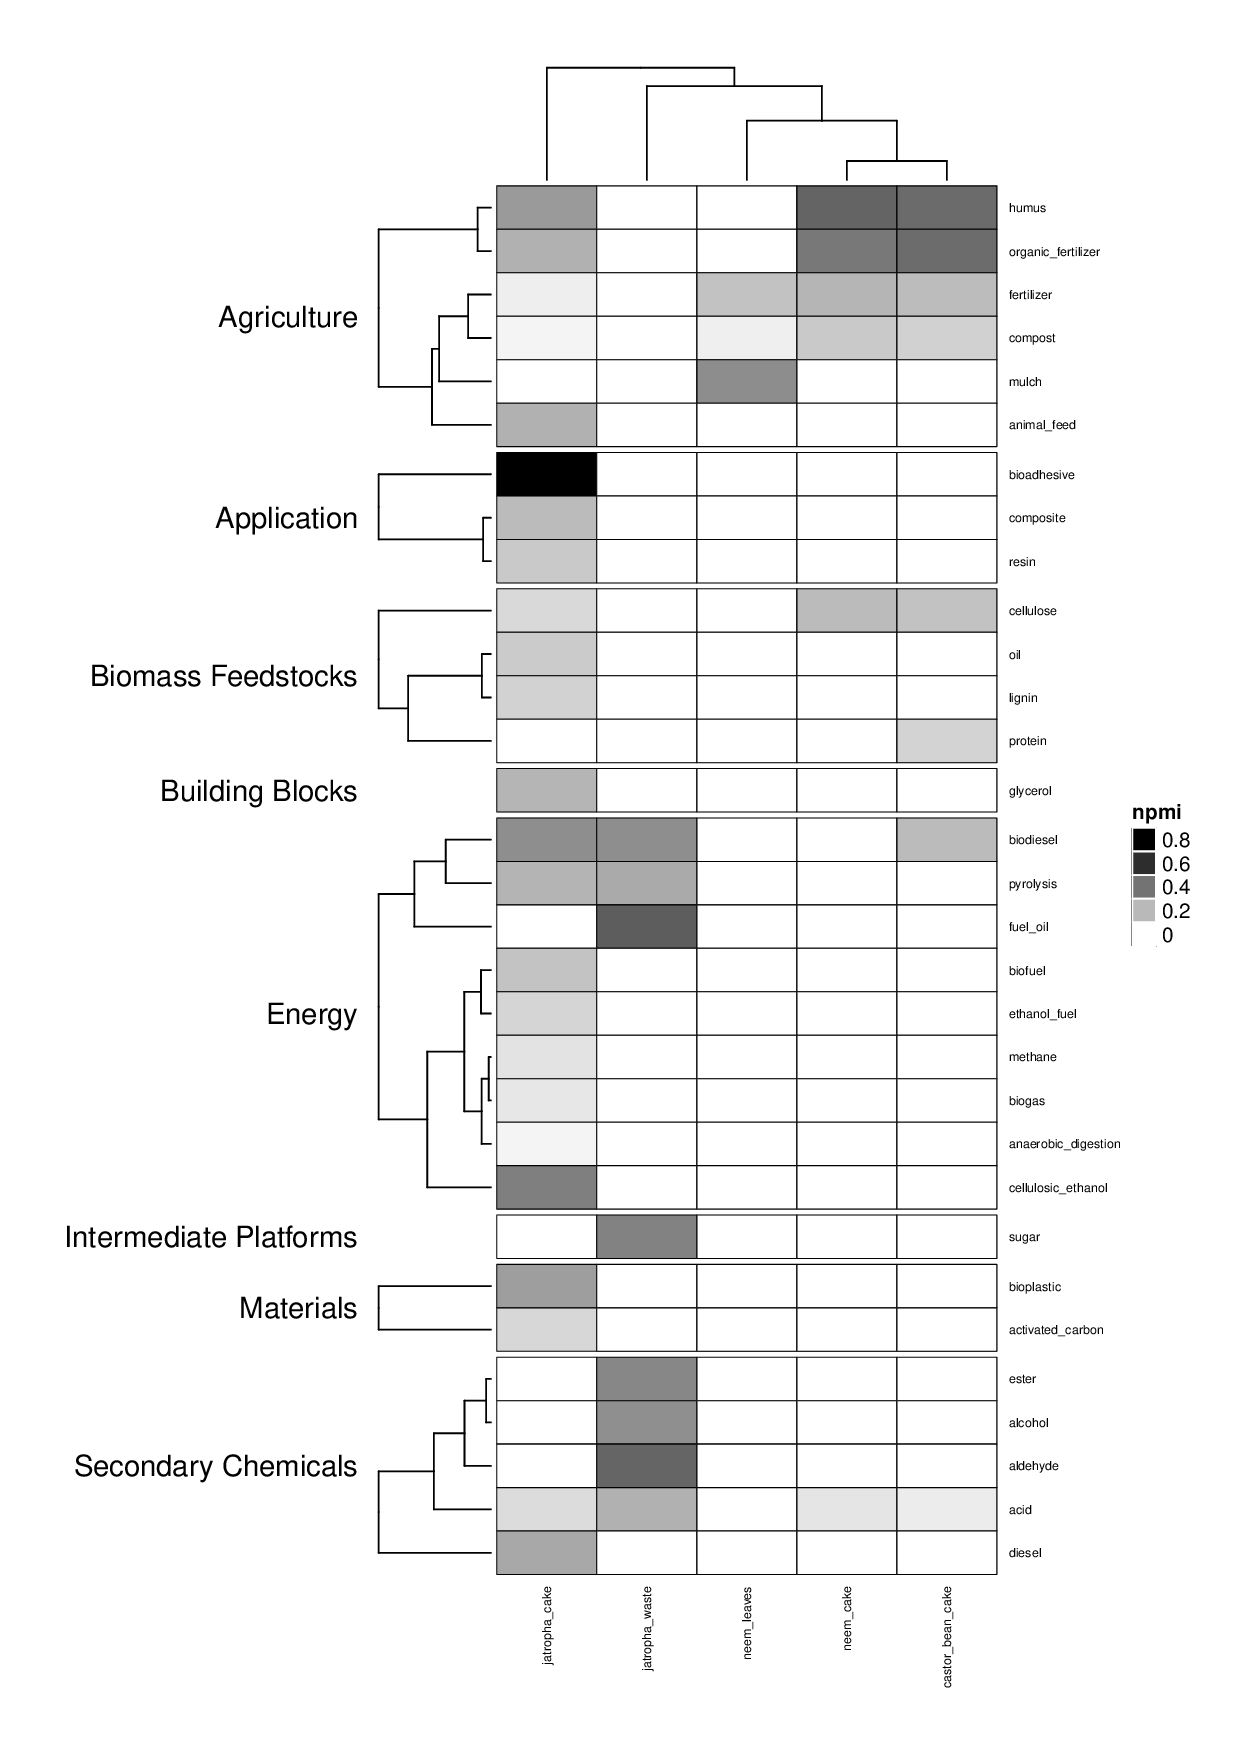 humus
organic_fertilizer
fertilizer
Agriculture
compost
mulch
animal_feed
bioadhesive
Application
composite
resin
cellulose
oil
Biomass Feedstocks
lignin
protein
Building Blocks
glycerol
npmi
0.8
0.6
0.4
0.2
0
biodiesel
pyrolysis
fuel_oil
biofuel
Energy
ethanol_fuel
methane
biogas
anaerobic_digestion
cellulosic_ethanol
Intermediate Platforms
sugar
bioplastic
Materials
activated_carbon
ester
alcohol
Secondary Chemicals
aldehyde
acid
diesel
jatropha_cake
jatropha_waste
neem_leaves
neem_cake
castor_bean_cake